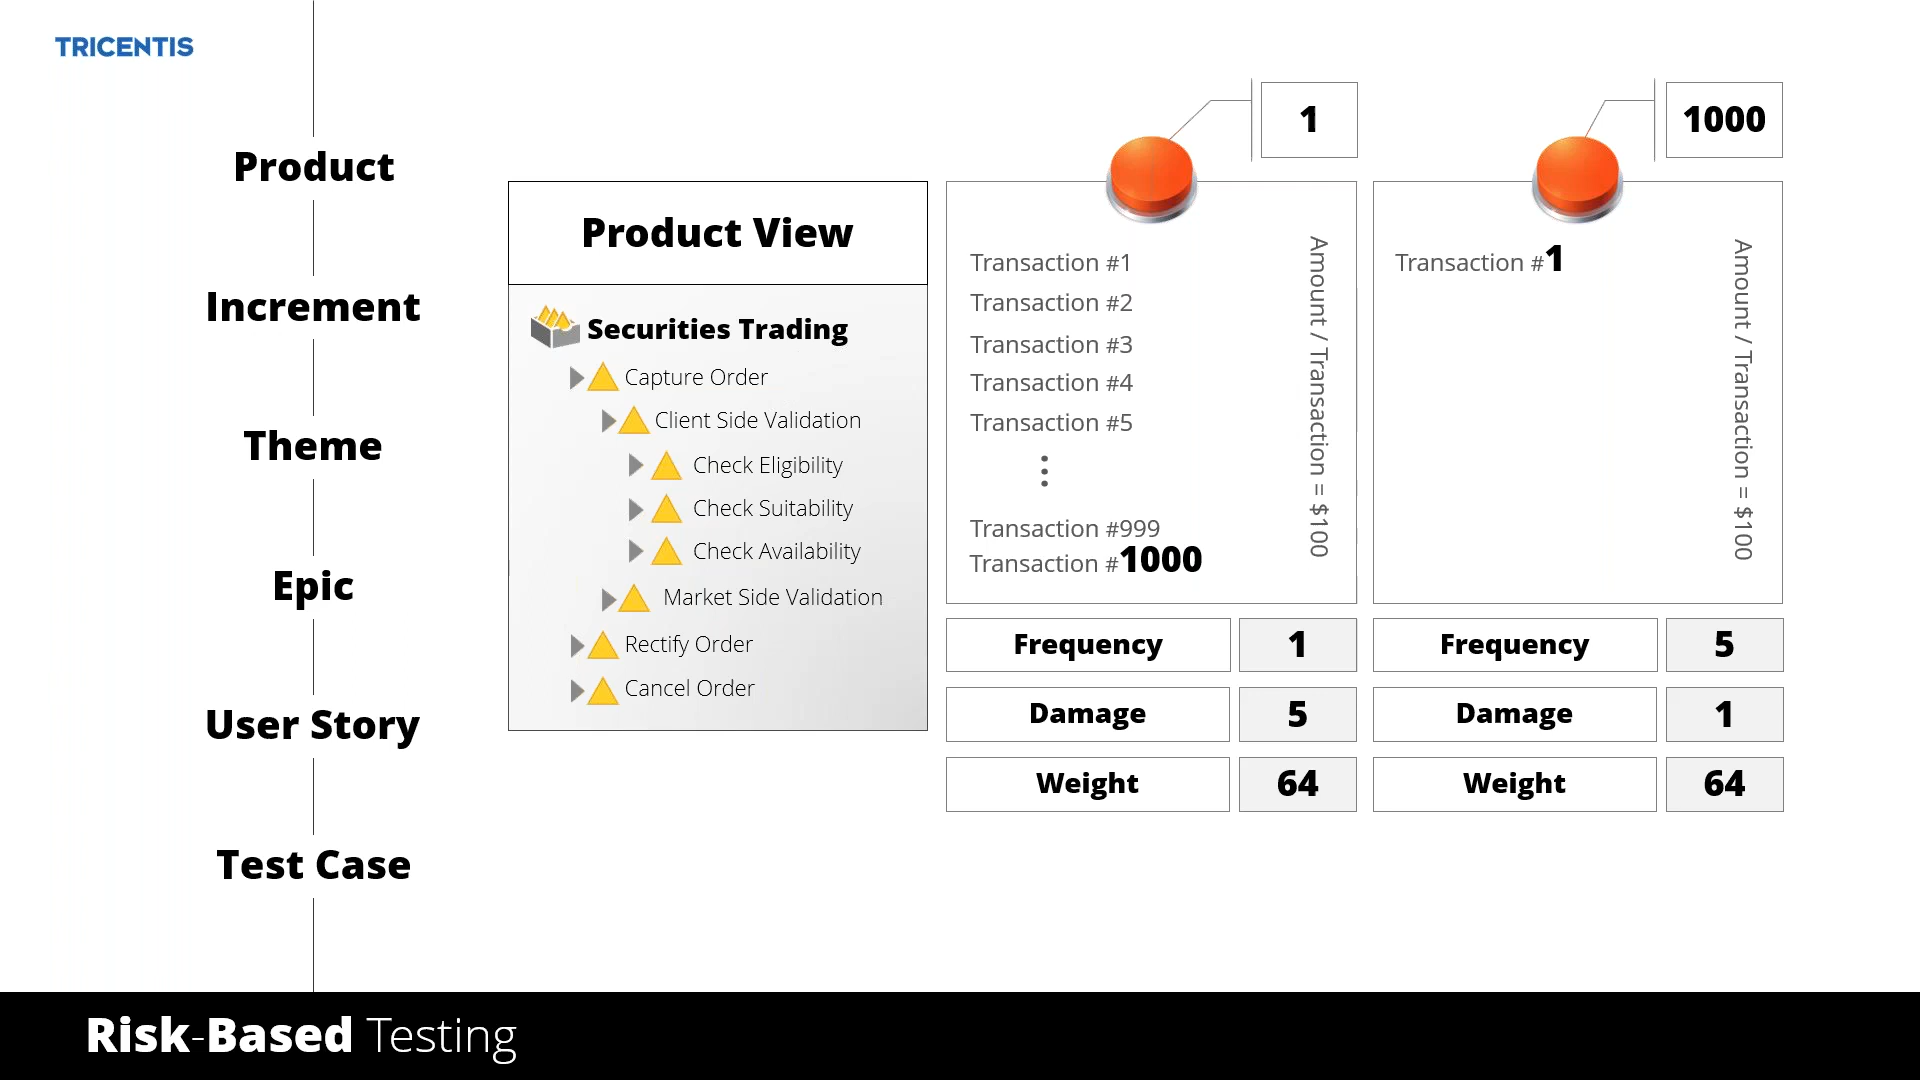 TRICENTIS
Product
Increment
Theme
Epic
User Story
Test Case
Product View
Securities Trading
Capture Order
Client Side Validation
Check Eligibility
Check Suitability
Check Availability
Market Side Validation
Rectify Order
Cancel Order
1
Transaction #1
Transaction #2
Transaction #3
Transaction #4
Transaction #5
Transaction #999
Transaction #1000
Amount / Transaction = $100
Frequency 1
Damage 5
Weight 64
1000
Transaction #1
Amount / Transaction = $100
Frequency 5
Damage 1
Weight 64
Risk-Based Testing